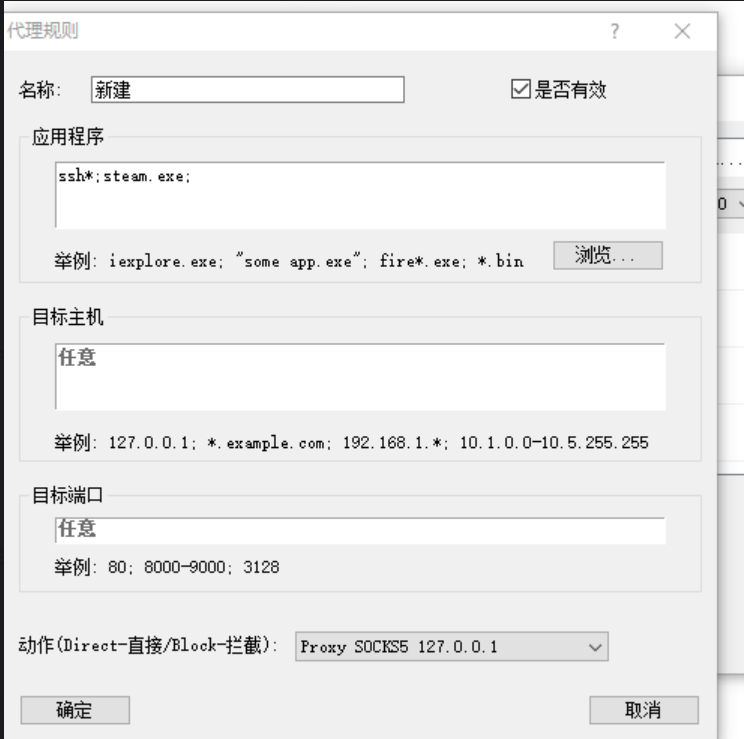 代理规则 ?
名称: 新建 是否有效
应用程序
ssh*;steam.exe;
举例: iexplore.exe; "some app.exe"; fire*.exe; *.bin 浏览...
目标主机
任意
举例: 127.0.0.1; *.example.com; 192.168.1.*; 10.1.0.0-10.5.255.255
目标端口
任意
举例: 80; 8000-9000; 3128
动作(Direct-直接/Block-拦截): Proxy SOCKS5 127.0.0.1
确定 取消